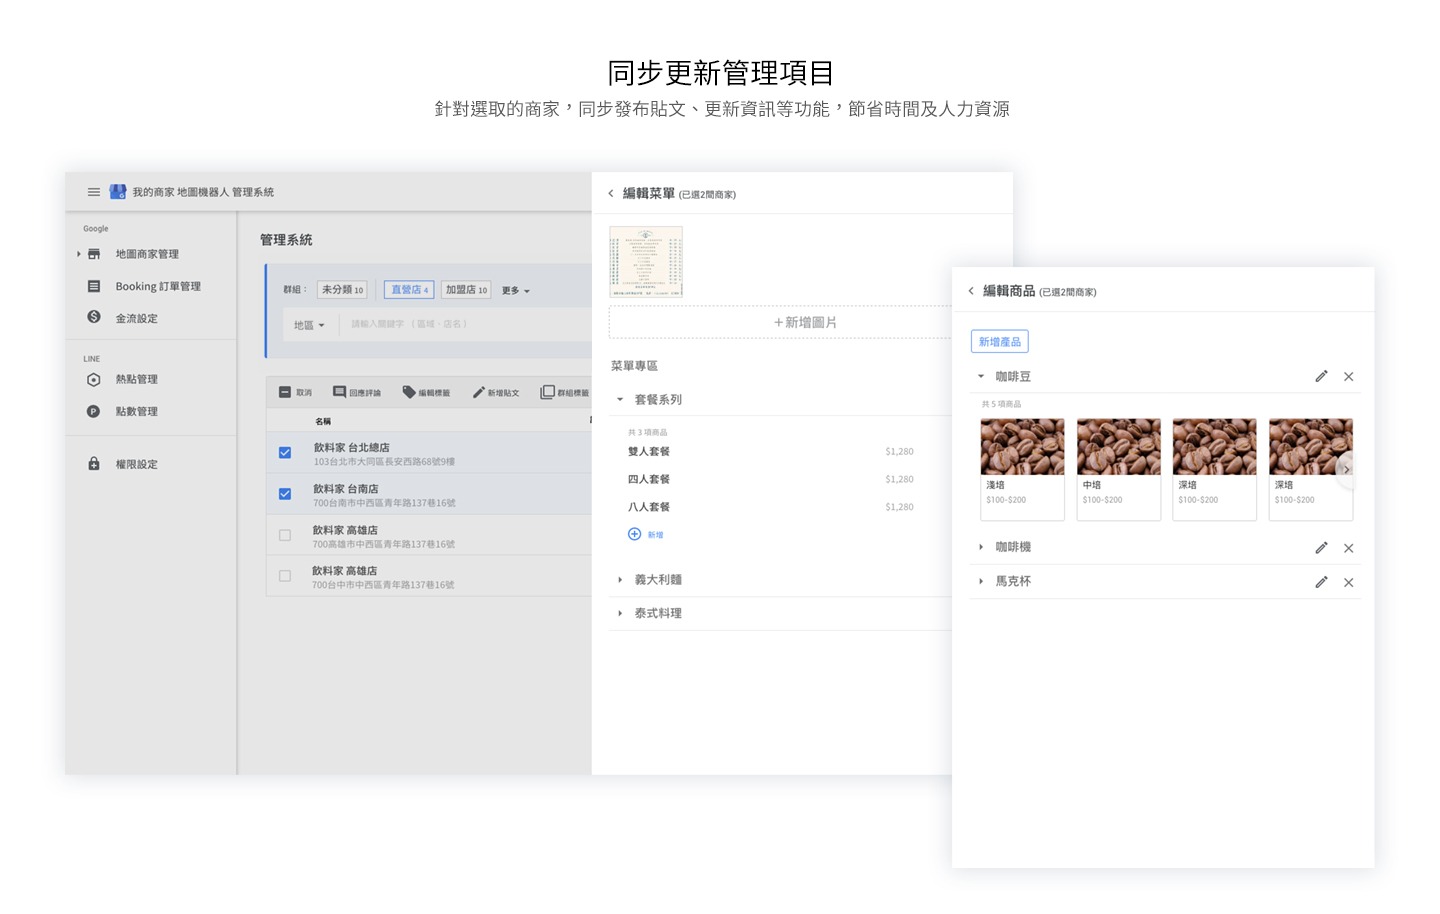 同步更新管理項目
針對選取的商家，同步發布貼文、更新資訊等功能，節省時間及人力資源
我的商家 地圖機器人 管理系統
Google
地圖商家管理
Booking 訂單管理
金流設定
LINE
熱點管理
P
點數管理
權限設定
管理系統
群組： 未分類 10 直營店 4 加盟店 10 更多
地區 請輸入關鍵字 （ 區域、店名 ）
取消 回應評論 編輯標籤 新增貼文 群組標籤
名稱
飲料家 台北總店
103台北市大同區長安西路68號9樓
飲料家 台南店
700台南市中西區青年路137巷16號
飲料家 高雄店
700高雄市中西區青年路137巷16號
飲料家 高雄店
700台中市中西區青年路137巷16號
編輯菜單 (已選2間商家)
＋新增圖片
菜單專區
套餐系列
共 3 項商品
雙人套餐 $1,280
四人套餐 $1,280
八人套餐 $1,280
新增
義大利麵
泰式料理
編輯商品 (已選2間商家)
新增產品
咖啡豆
共 5 項商品
淺培 中培 深培 深培
$100-$200 $100-$200 $100-$200 $100-$200
咖啡機
馬克杯